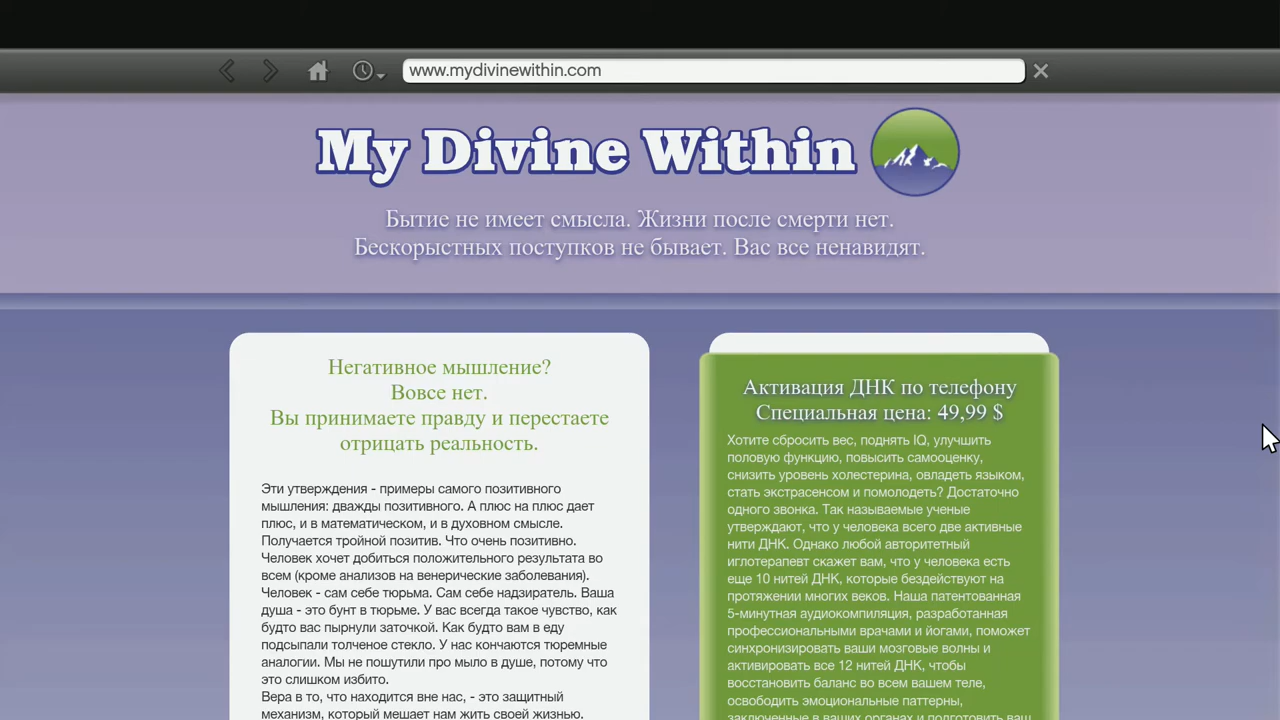 www.mydivinewithin.com
My Divine Within
Бытие не имеет смысла. Жизни после смерти нет.
Бескорыстных поступков не бывает. Вас все ненавидят.
Негативное мышление?
Вовсе нет.
Вы принимаете правду и перестаете
отрицать реальность.
Эти утверждения - примеры самого позитивного
мышления: дважды позитивного. А плюс на плюс дает
плюс, и в математическом, и в духовном смысле.
Получается тройной позитив. Что очень позитивно.
Человек хочет добиться положительного результата во
всем (кроме анализов на венерические заболевания).
Человек - сам себе тюрьма. Сам себе надзиратель. Ваша
душа - это бунт в тюрьме. У вас всегда такое чувство, как
будто вас пырнули заточкой. Как будто вам в еду
подсыпали толченое стекло. У нас кончаются тюремные
аналогии. Мы не пошутили про мыло в душе, потому что
это слишком избито.
Вера в то, что находится вне нас, - это защитный
механизм, который мешает нам жить своей жизнью.
Активация ДНК по телефону
Специальная цена: 49,99 $
Хотите сбросить вес, поднять IQ, улучшить
половую функцию, повысить самооценку,
снизить уровень холестерина, овладеть языком,
стать экстрасенсом и помолодеть? Достаточно
одного звонка. Так называемые ученые
утверждают, что у человека всего две активные
нити ДНК. Однако любой авторитетный
иглотерапевт скажет вам, что у человека есть
еще 10 нитей ДНК, которые бездействуют на
протяжении многих веков. Наша патентованная
5-минутная аудиокомпиляция, разработанная
профессиональными врачами и йогами, поможет
синхронизировать ваши мозговые волны и
активировать все 12 нитей ДНК, чтобы
восстановить баланс во всем вашем теле,
освободить эмоциональные паттерны,
заключенные в ваших органах и подготовить ваш